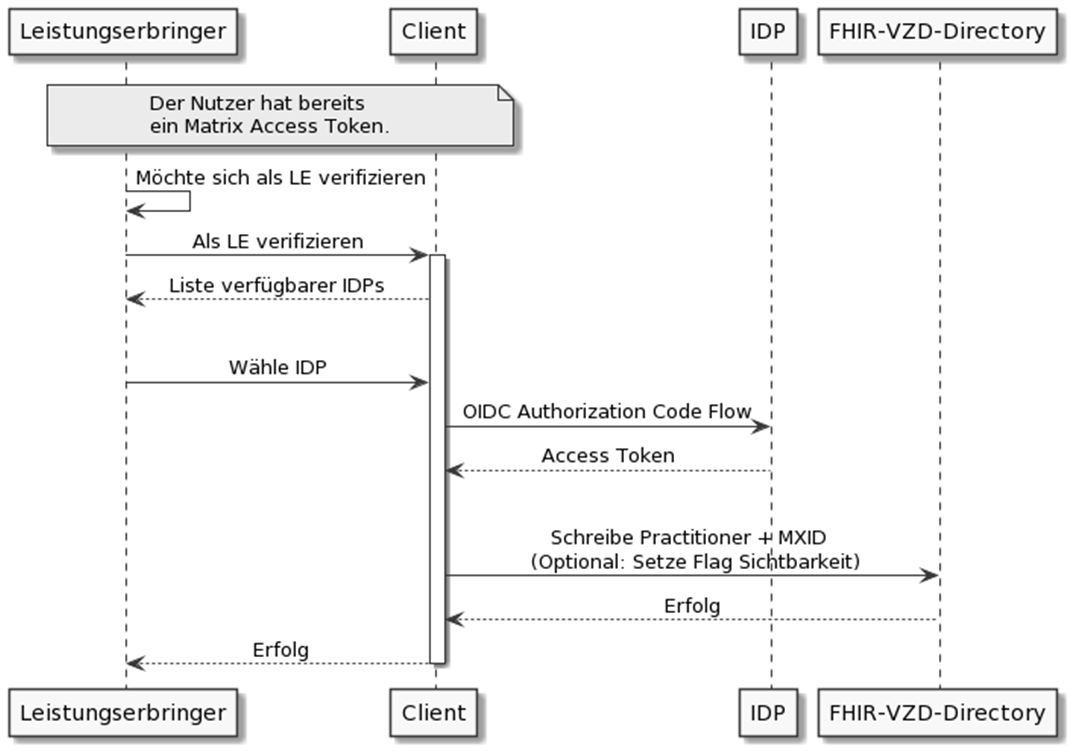 Leistungserbringer
Client
IDP
FHIR-VZD-Directory
Der Nutzer hat bereits
ein Matrix Access Token.
Möchte sich als LE verifizieren
Als LE verifizieren
Liste verfügbarer IDPs
Wähle IDP
OIDC Authorization Code Flow
Access Token
Schreibe Practitioner + MXID
(Optional: Setze Flag Sichtbarkeit)
Erfolg
Erfolg
Leistungserbringer
Client
IDP
FHIR-VZD-Directory